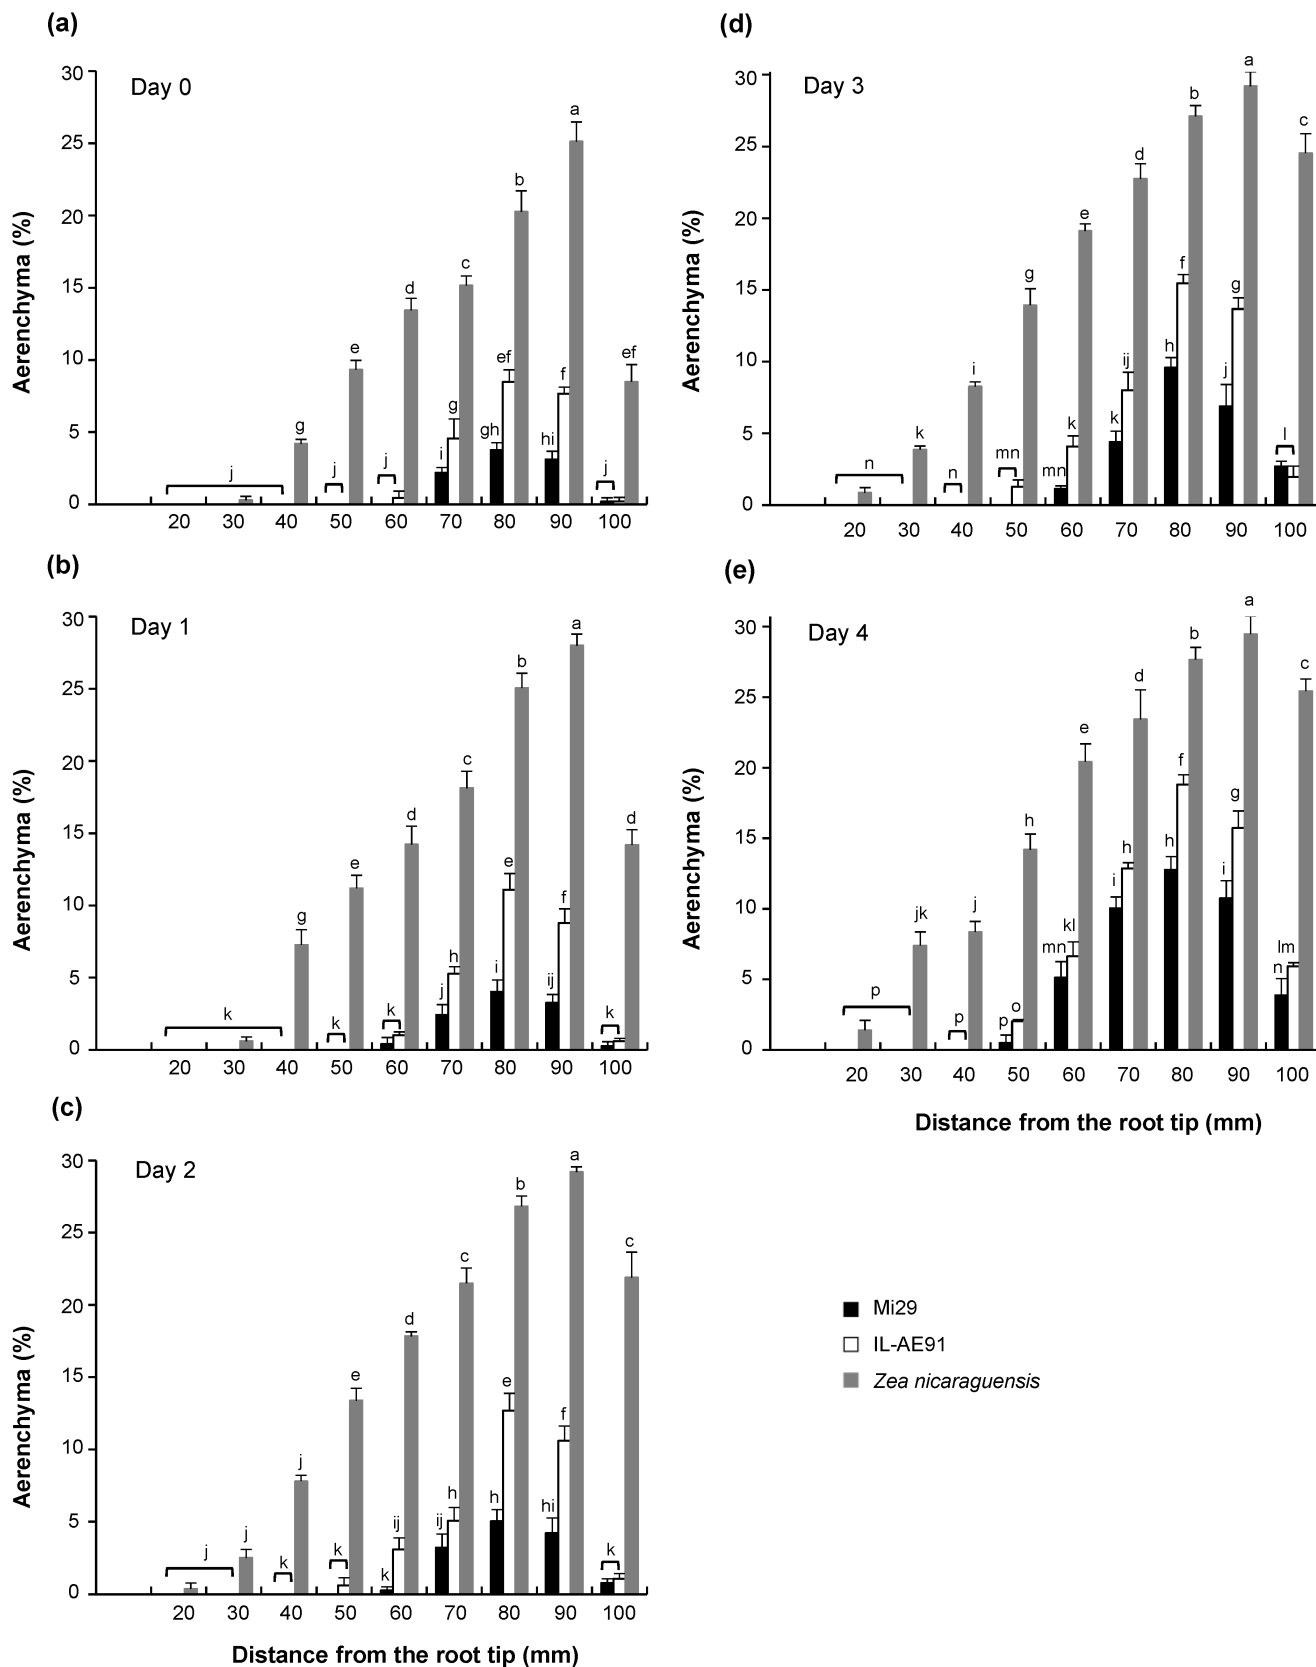 (a)
Day 0
Aerenchyma (%)
30
25
20
15
10
5
0
j
g
j
e
j
d
i
g
c
gh
ef
b
hi
f
a
j
ef
20 30 40 50 60 70 80 90 100
(b)
Day 1
Aerenchyma (%)
30
25
20
15
10
5
0
k
g
k
e
k
d
j
h
c
i
e
b
ij
f
a
k
d
20 30 40 50 60 70 80 90 100
(c)
Day 2
Aerenchyma (%)
30
25
20
15
10
5
0
j
j
k
j
k
e
k
ij
d
ij
h
c
h
e
b
hi
f
a
k
c
20 30 40 50 60 70 80 90 100
Distance from the root tip (mm)
(d)
Day 3
Aerenchyma (%)
30
25
20
15
10
5
0
n
k
n
i
mn
g
mn
k
e
k
ij
d
h
f
b
j
g
a
l
c
20 30 40 50 60 70 80 90 100
(e)
Day 4
Aerenchyma (%)
30
25
20
15
10
5
0
p
jk
p
j
p
o
h
mn
kl
e
i
h
d
h
f
b
i
g
a
n
lm
c
20 30 40 50 60 70 80 90 100
Distance from the root tip (mm)
Mi29
IL-AE91
Zea nicaraguensis